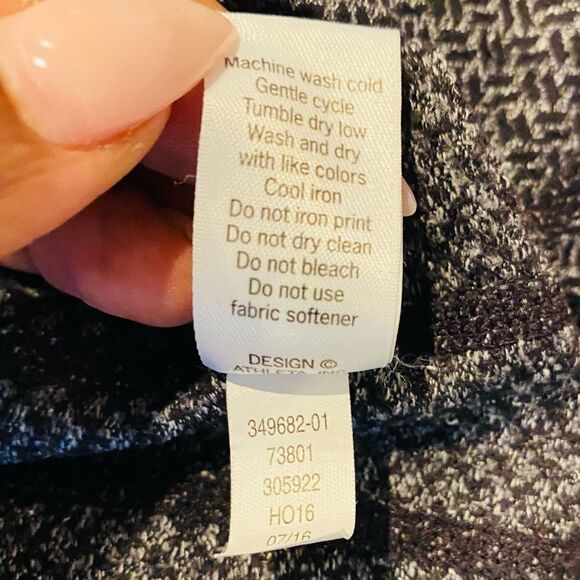 Machine wash cold
Gentle cycle
Tumble dry low
Wash and dry
with like colors
Cool iron
Do not iron print
Do not dry clean
Do not bleach
Do not use
fabric softener
DESIGN ©
ATHLETA, INC
349682-01
73801
305922
HO16
07/16